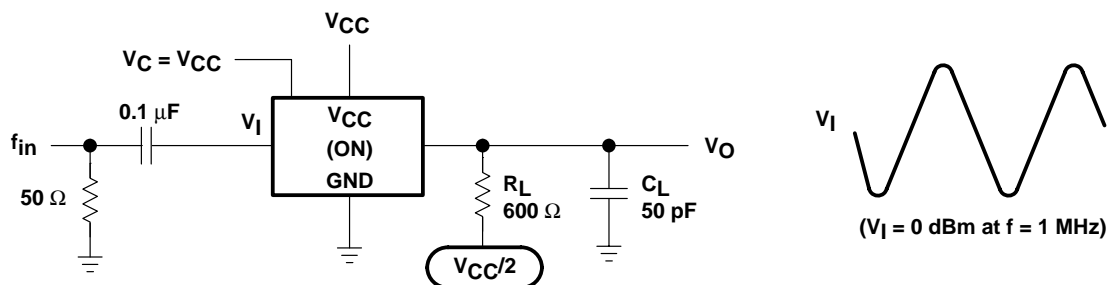 VCC
VC = VCC
0.1 μF
VI
VCC
(ON)
GND
fin
50 Ω
RL
600 Ω
CL
50 pF
VO
VCC/2
VI
(VI = 0 dBm at f = 1 MHz)